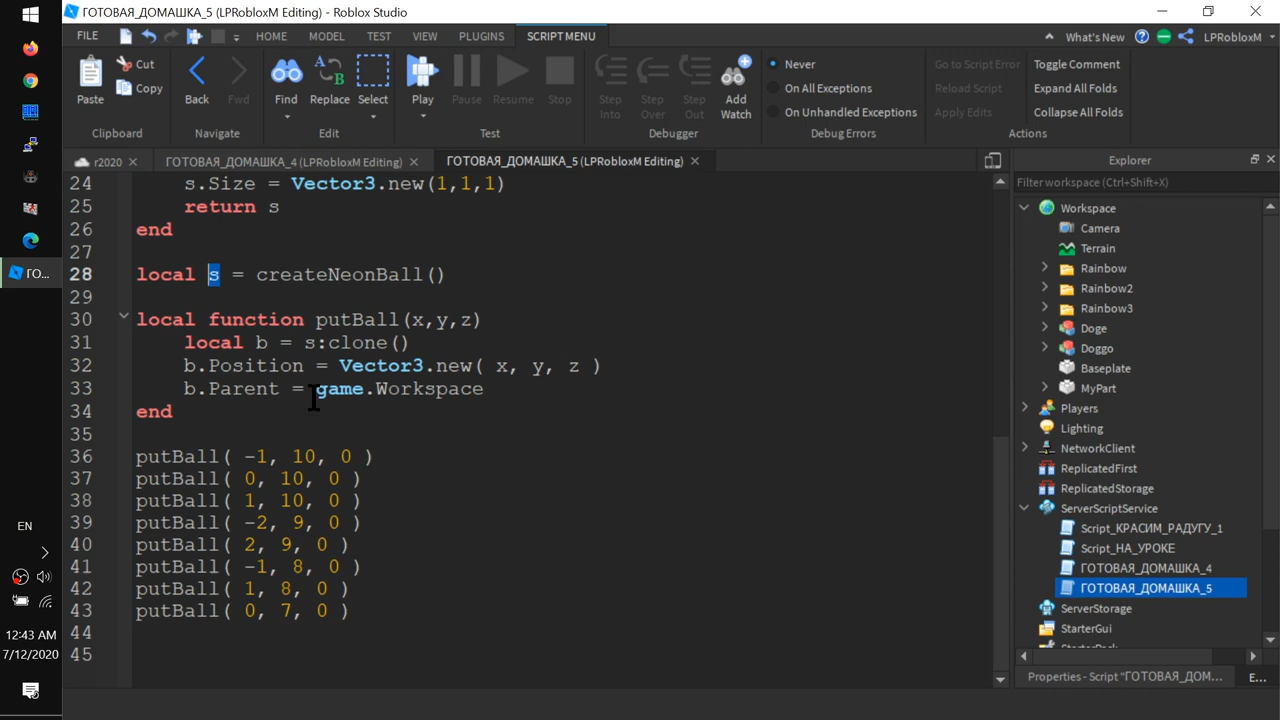 ГОТОВАЯ_ДОМАШКА_5 (LPRobloxM Editing) - Roblox Studio
FILE HOME MODEL TEST VIEW PLUGINS SCRIPT MENU What's New LPRobloxM
Paste Cut Copy Back Fwd Find Replace Select Play Pause Resume Stop Step Into Step Over Step Out Add Watch
Never
On All Exceptions
On Unhandled Exceptions
Go to Script Error
Reload Script
Apply Edits
Toggle Comment
Expand All Folds
Collapse All Folds
Clipboard Navigate Edit Test Debugger Debug Errors Actions
r2020 ГОТОВАЯ_ДОМАШКА_4 (LPRobloxM Editing) ГОТОВАЯ_ДОМАШКА_5 (LPRobloxM Editing)
24 s.Size = Vector3.new(1,1,1)
25 return s
26 end
27
28 local s = createNeonBall()
29
30 local function putBall(x,y,z)
31 local b = s:clone()
32 b.Position = Vector3.new( x, y, z )
33 b.Parent = game.Workspace
34 end
35
36 putBall( -1, 10, 0 )
37 putBall( 0, 10, 0 )
38 putBall( 1, 10, 0 )
39 putBall( -2, 9, 0 )
40 putBall( 2, 9, 0 )
41 putBall( -1, 8, 0 )
42 putBall( 1, 8, 0 )
43 putBall( 0, 7, 0 )
44
45
Explorer
Filter workspace (Ctrl+Shift+X)
Workspace
Camera
Terrain
Rainbow
Rainbow2
Rainbow3
Doge
Doggo
Baseplate
MyPart
Players
Lighting
NetworkClient
ReplicatedFirst
ReplicatedStorage
ServerScriptService
Script_КРАСИМ_РАДУГУ_1
Script_НА_УРОКЕ
ГОТОВАЯ_ДОМАШКА_4
ГОТОВАЯ_ДОМАШКА_5
ServerStorage
StarterGui
Properties - Script "ГОТОВАЯ_ДОМ... E...
ГО...
EN
12:43 AM
7/12/2020